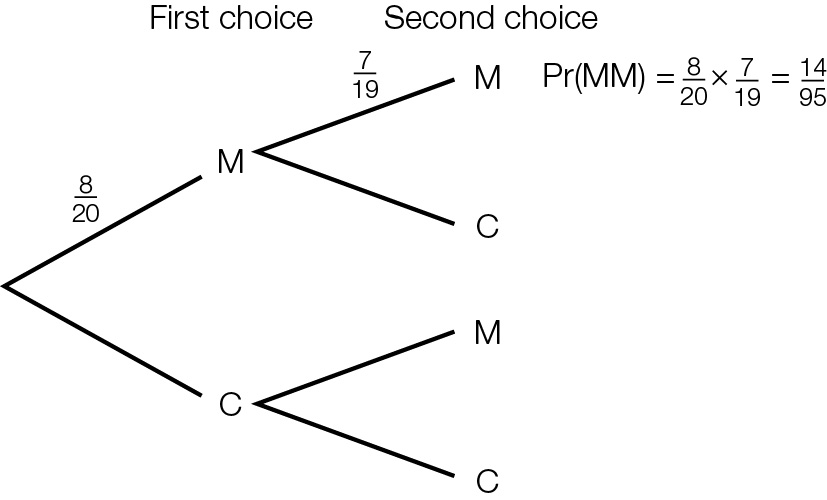 First choice Second choice
7/19
M Pr(MM) = 8/20 × 7/19 = 14/95
M
8/20
C
M
C
C